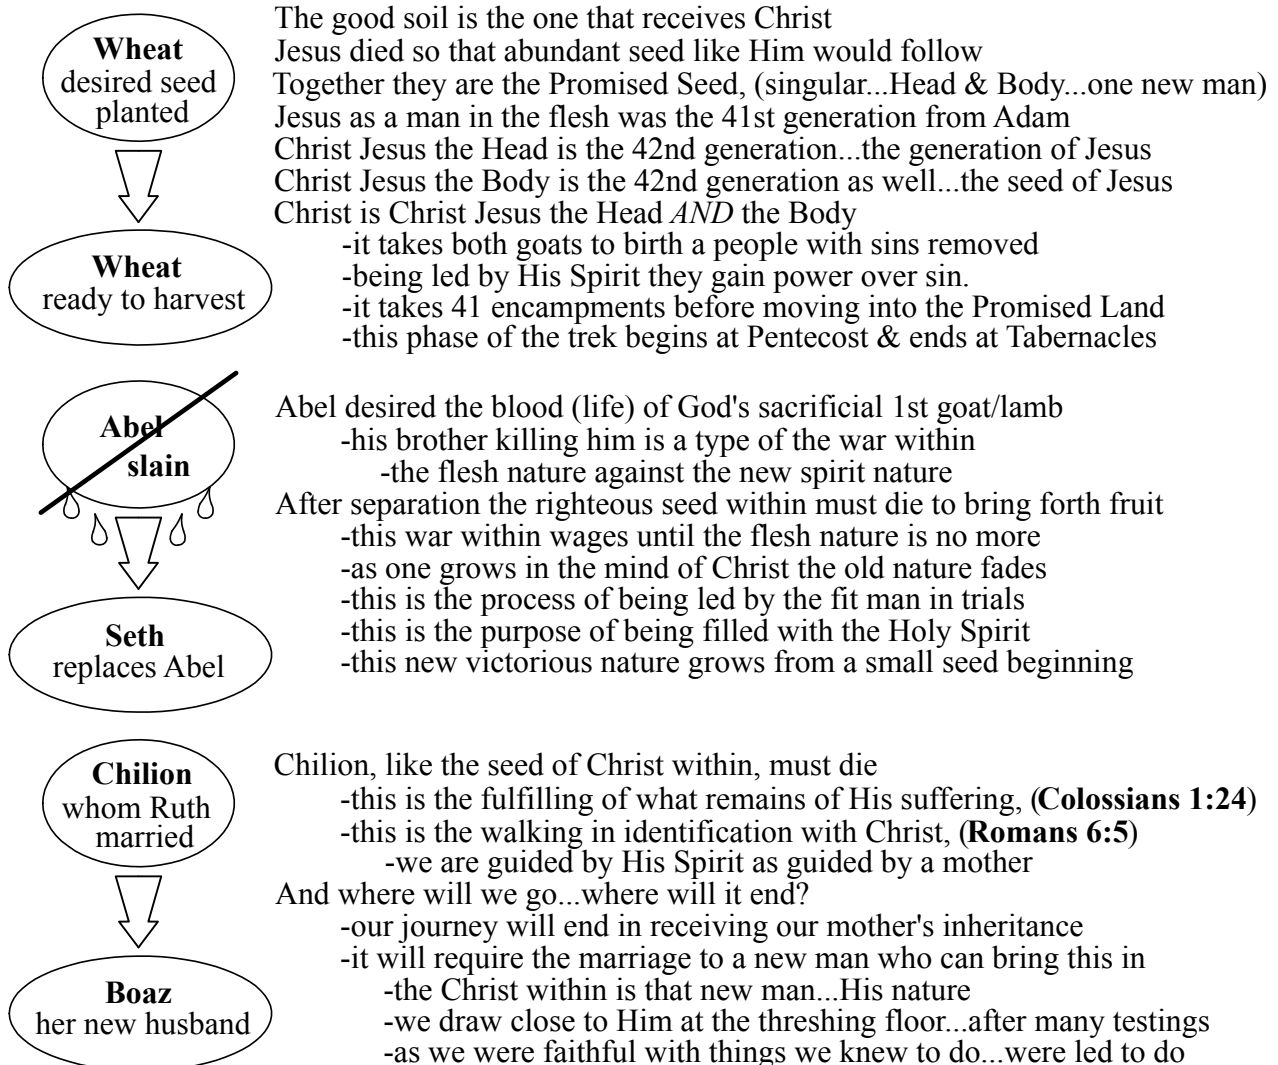 Wheat
desired seed
planted
The good soil is the one that receives Christ
Jesus died so that abundant seed like Him would follow
Together they are the Promised Seed, (singular...Head & Body...one new man)
Jesus as a man in the flesh was the 41st generation from Adam
Christ Jesus the Head is the 42nd generation...the generation of Jesus
Christ Jesus the Body is the 42nd generation as well...the seed of Jesus
Christ is Christ Jesus the Head AND the Body
-it takes both goats to birth a people with sins removed
-being led by His Spirit they gain power over sin.
-it takes 41 encampments before moving into the Promised Land
-this phase of the trek begins at Pentecost & ends at Tabernacles
Wheat
ready to harvest
Abel
slain
Abel desired the blood (life) of God's sacrificial 1st goat/lamb
-his brother killing him is a type of the war within
-the flesh nature against the new spirit nature
After separation the righteous seed within must die to bring forth fruit
-this war within wages until the flesh nature is no more
-as one grows in the mind of Christ the old nature fades
-this is the process of being led by the fit man in trials
-this is the purpose of being filled with the Holy Spirit
-this new victorious nature grows from a small seed beginning
Seth
replaces Abel
Chilion
whom Ruth
married
Chilion, like the seed of Christ within, must die
-this is the fulfilling of what remains of His suffering, (Colossians 1:24)
-this is the walking in identification with Christ, (Romans 6:5)
-we are guided by His Spirit as guided by a mother
And where will we go...where will it end?
-our journey will end in receiving our mother's inheritance
-it will require the marriage to a new man who can bring this in
-the Christ within is that new man...His nature
-we draw close to Him at the threshing floor...after many testings
-as we were faithful with things we knew to do...were led to do
Boaz
her new husband